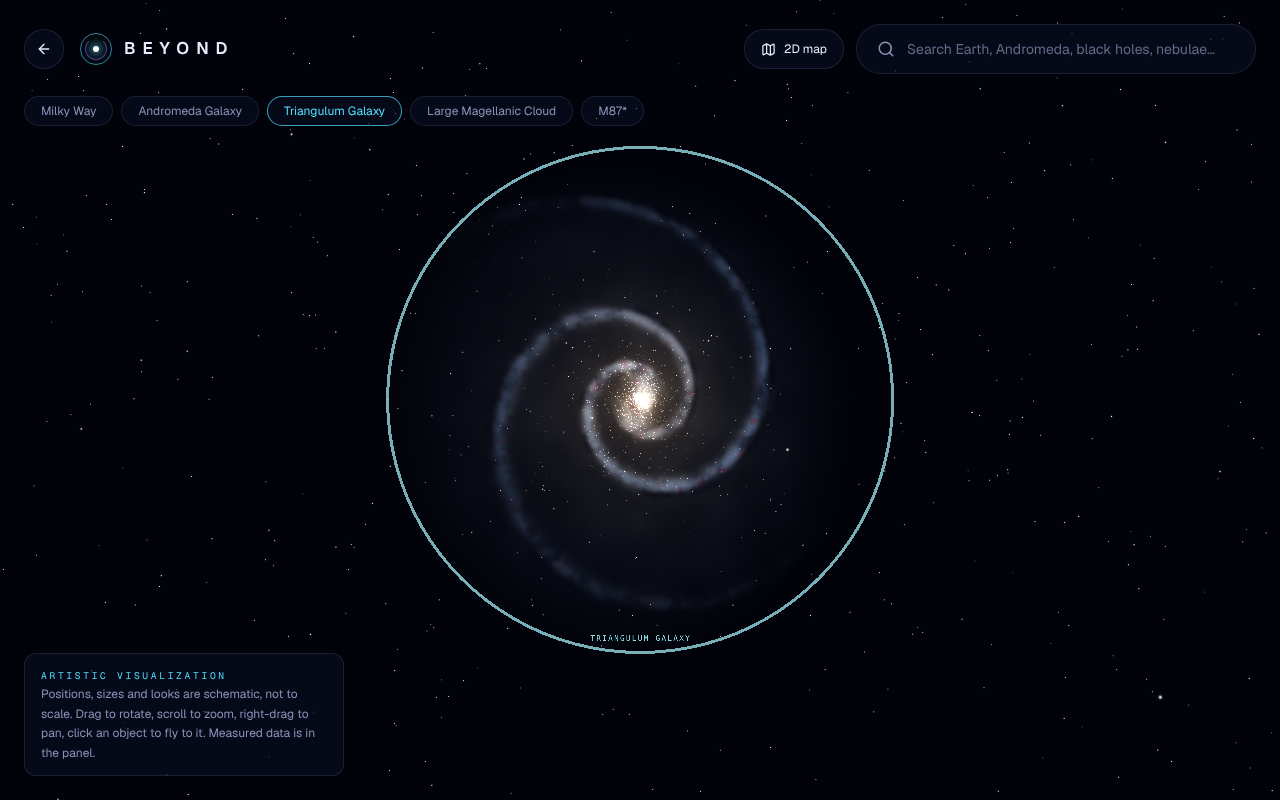 BEYOND
2D map
Search Earth, Andromeda, black holes, nebulae…
Milky Way
Andromeda Galaxy
Triangulum Galaxy
Large Magellanic Cloud
M87*
TRIANGULUM GALAXY
ARTISTIC VISUALIZATION
Positions, sizes and looks are schematic, not to
scale. Drag to rotate, scroll to zoom, right-drag to
pan, click an object to fly to it. Measured data is in
the panel.